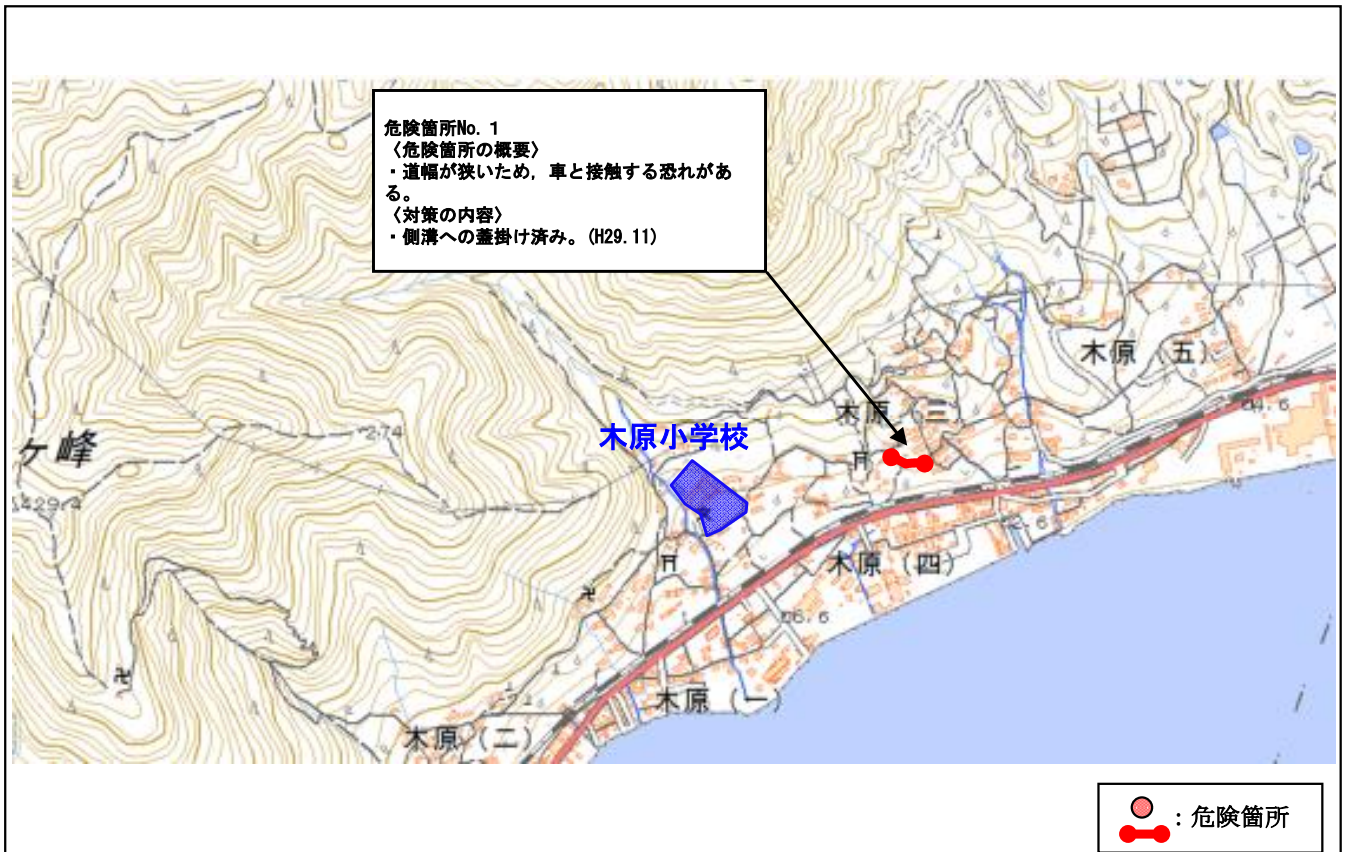 危険箇所No. 1
〈危険箇所の概要〉
・道幅が狭いため，車と接触する恐れがあ
る。
〈対策の内容〉
・側溝への蓋掛け済み。(H29.11)
木原（五）
木原（三）
木原小学校
ヶ峰
274
429.4
木原（四）
66.6
木原（一）
木原（二）
：危険箇所